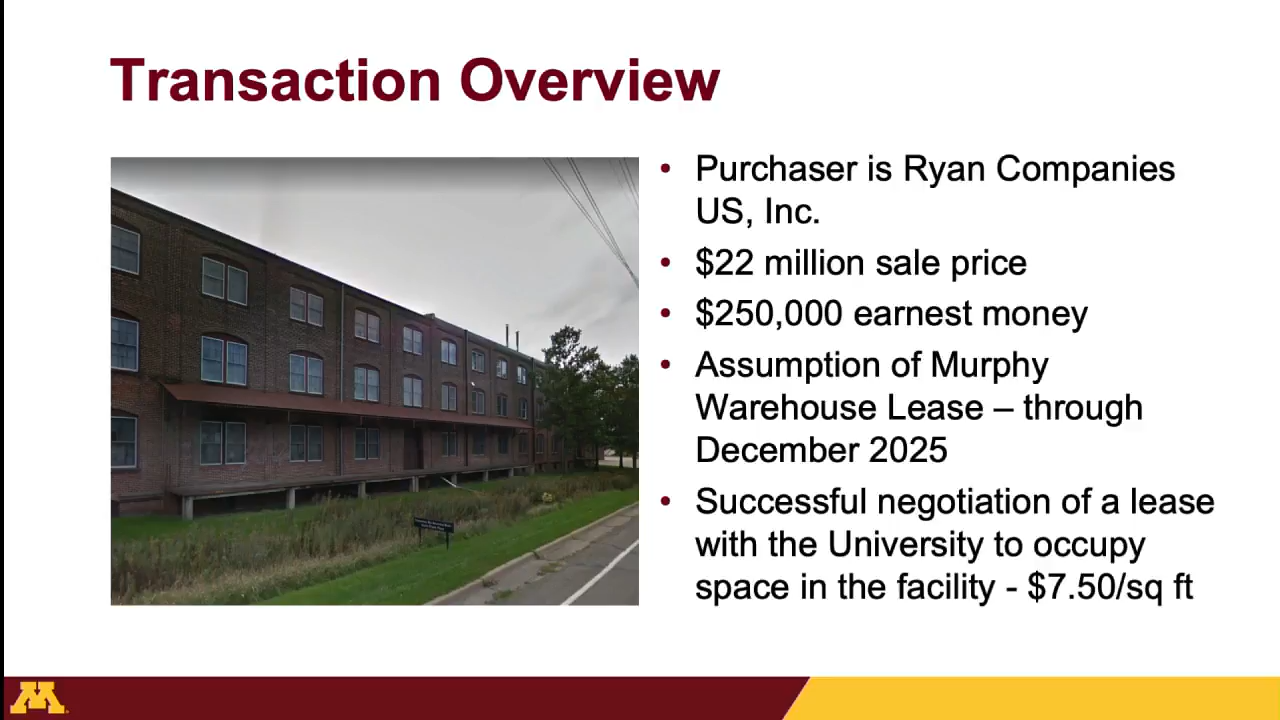 Transaction Overview
• Purchaser is Ryan Companies
US, Inc.
• $22 million sale price
• $250,000 earnest money
• Assumption of Murphy
Warehouse Lease – through
December 2025
• Successful negotiation of a lease
with the University to occupy
space in the facility - $7.50/sq ft
M